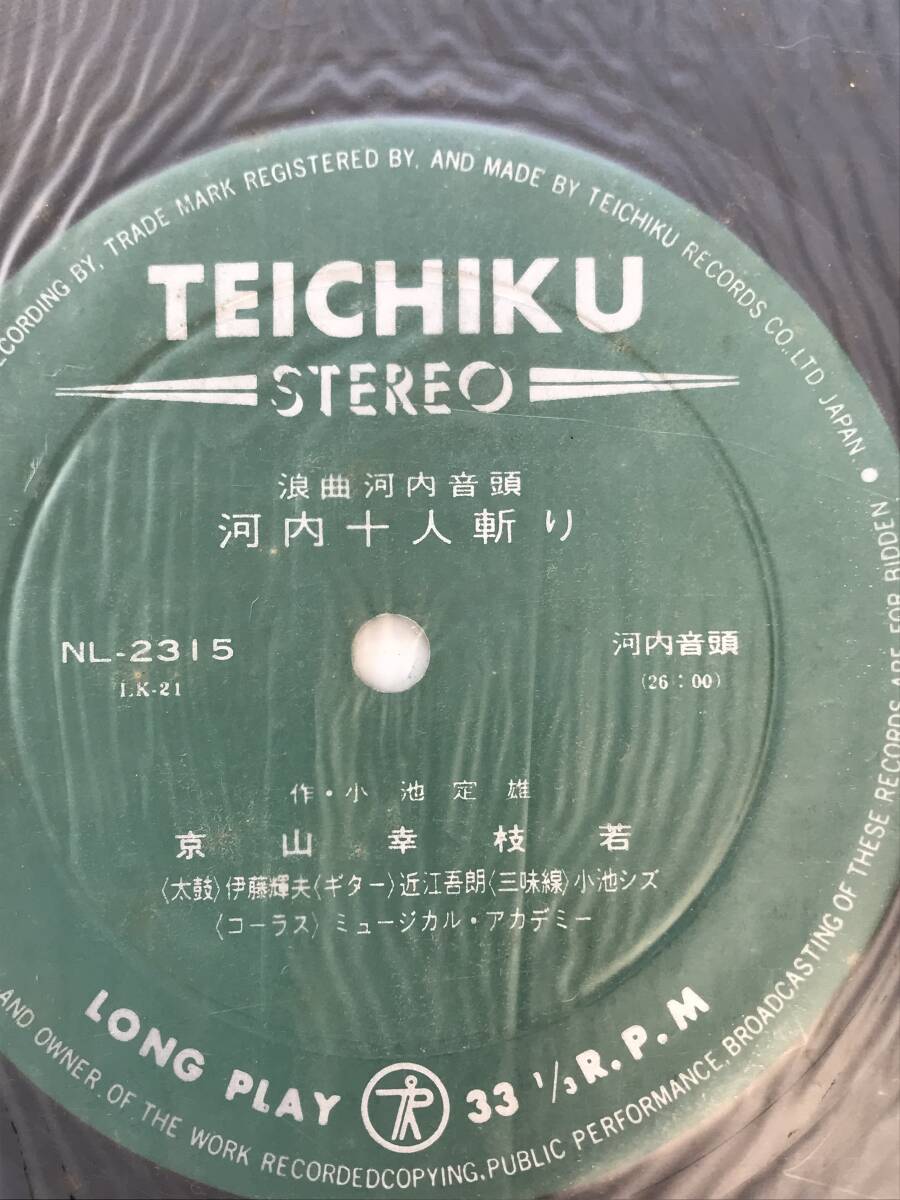 RECORDING BY, TRADE MARK REGISTERED BY, AND MADE BY TEICHIKU RECORDS CO., LTD JAPAN..
TEICHIKU
STEREO
浪曲河内音頭
河内十人斬り
NL-2315
LK-21
河内音頭
(26:00)
作・小池定雄
京山幸枝若
〈太鼓〉伊藤輝夫〈ギター〉近江吾朗〈三味線〉小池シズ
〈コーラス〉ミュージカル・アカデミー
LONG PLAY 33 1/3 R.P.M
AND OWNER OF THE WORK RECORDEDCOPYING, PUBLIC PERFORMANCE, BROADCASTING OF THESE RECORDS ARE FOR BIDDEN